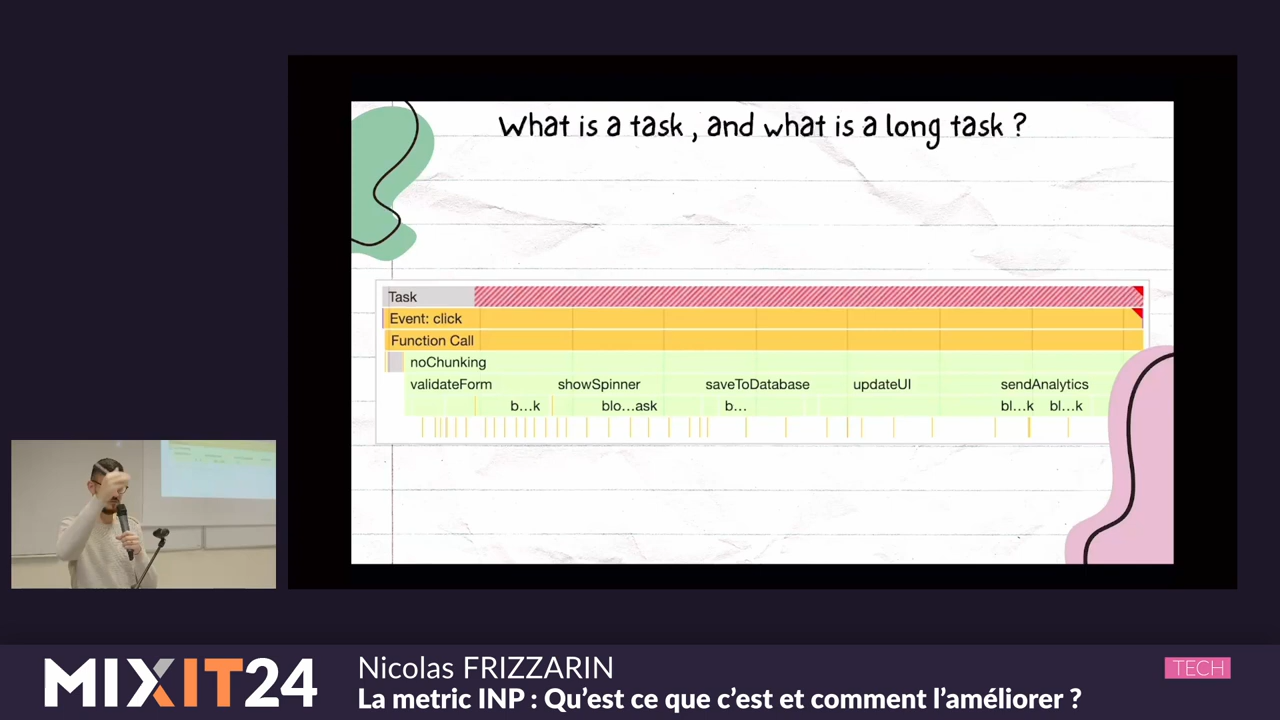 What is a task , and what is a long task ?
Task
Event: click
Function Call
noChunking
validateForm showSpinner saveToDatabase updateUI sendAnalytics
b…k blo…ask b… bl…k bl…k
MIXIT24
Nicolas FRIZZARIN
TECH
La metric INP : Qu’est ce que c’est et comment l’améliorer ?